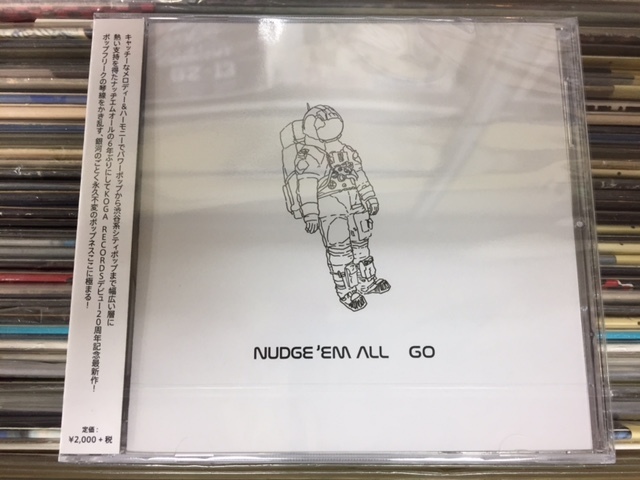 キャッチーなメロディー&ハーモニーでパワーポップから渋谷系シティポップまで幅広い層に
熱い支持を得たナッヂエムオールの6年ぶりにしてKOGA RECORDSデビュー20周年記念最新作!
ポップフリークの琴線をかき乱す、銀河のごとく永久不変のポップネスここに極まる!
定価:
¥2,000+税
NUDGE 'EM ALL GO